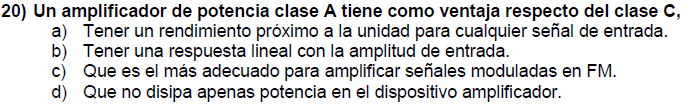 20) Un amplificador de potencia clase A tiene como ventaja respecto del clase C,
a) Tener un rendimiento próximo a la unidad para cualquier señal de entrada.
b) Tener una respuesta lineal con la amplitud de entrada.
c) Que es el más adecuado para amplificar señales moduladas en FM.
d) Que no disipa apenas potencia en el dispositivo amplificador.